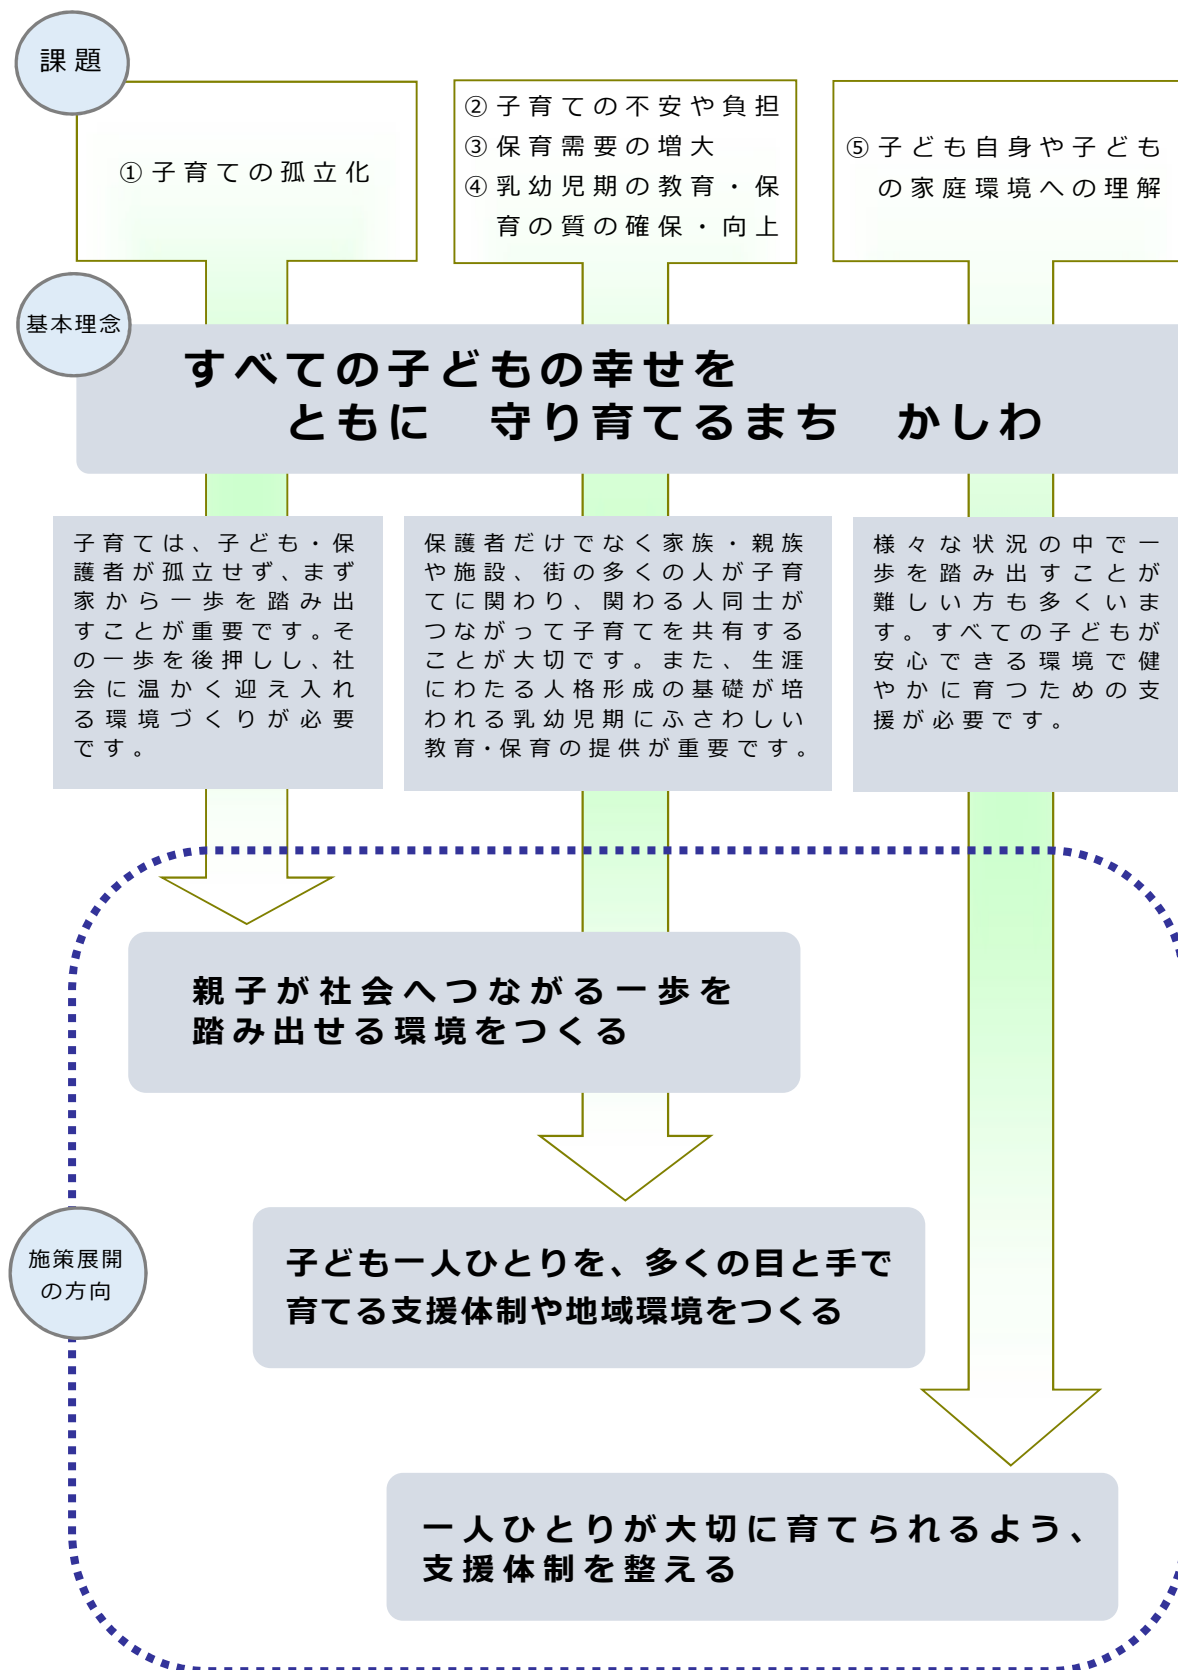 課題
①子育ての孤立化
②子育ての不安や負担
③保育需要の増大
④乳幼児期の教育・保
育の質の確保・向上
⑤子ども自身や子ども
の家庭環境への理解
基本理念
すべての子どもの幸せを
ともに　守り育てるまち　かしわ
子育ては、子ども・保
護者が孤立せず、まず
家から一歩を踏み出
すことが重要です。そ
の一歩を後押しし、社
会に温かく迎え入れ
る環境づくりが必要
です。
保護者だけでなく家族・親族
や施設、街の多くの人が子育
てに関わり、関わる人同士が
つながって子育てを共有する
ことが大切です。また、生涯
にわたる人格形成の基礎が培
われる乳幼児期にふさわしい
教育・保育の提供が重要です。
様々な状況の中で一
歩を踏み出すことが
難しい方も多くいま
す。すべての子どもが
安心できる環境で健
やかに育つための支
援が必要です。
親子が社会へつながる一歩を
踏み出せる環境をつくる
施策展開
の方向
子ども一人ひとりを、多くの目と手で
育てる支援体制や地域環境をつくる
一人ひとりが大切に育てられるよう、
支援体制を整える